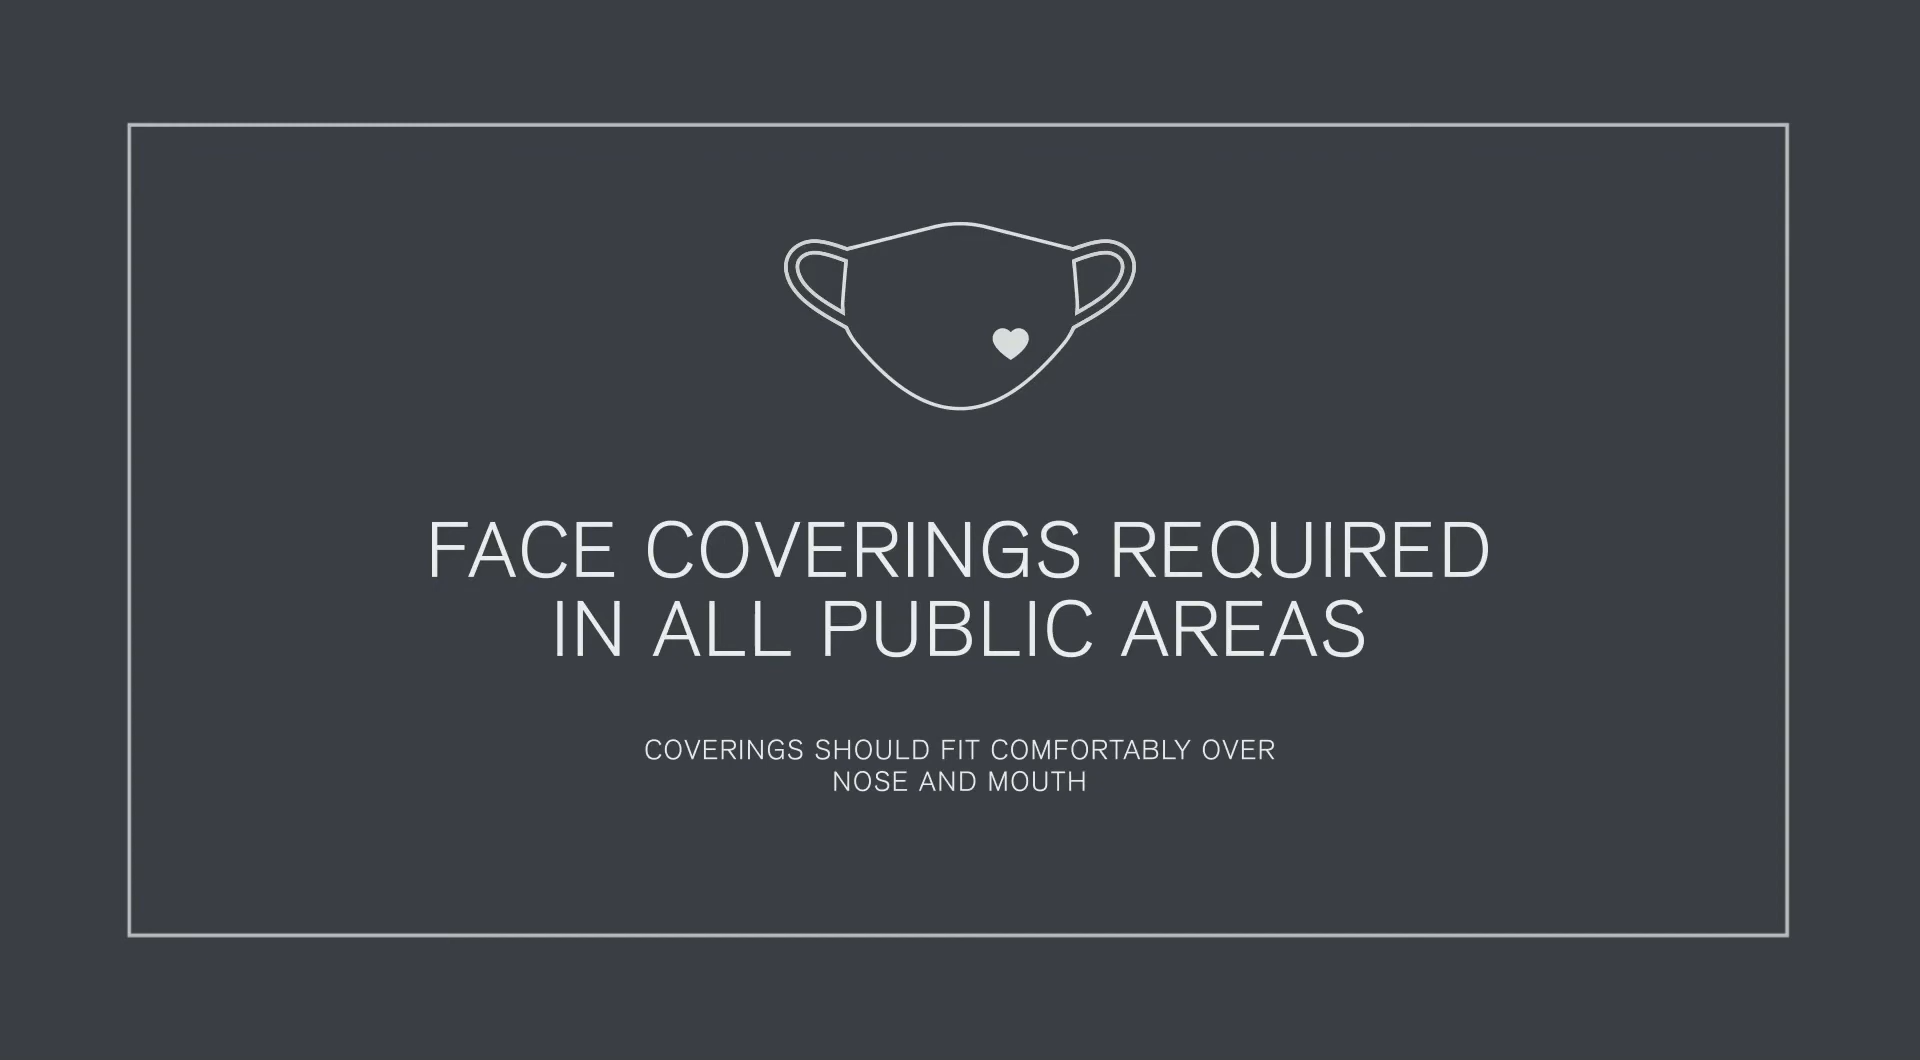 FACE COVERINGS REQUIRED
IN ALL PUBLIC AREAS
COVERINGS SHOULD FIT COMFORTABLY OVER
NOSE AND MOUTH